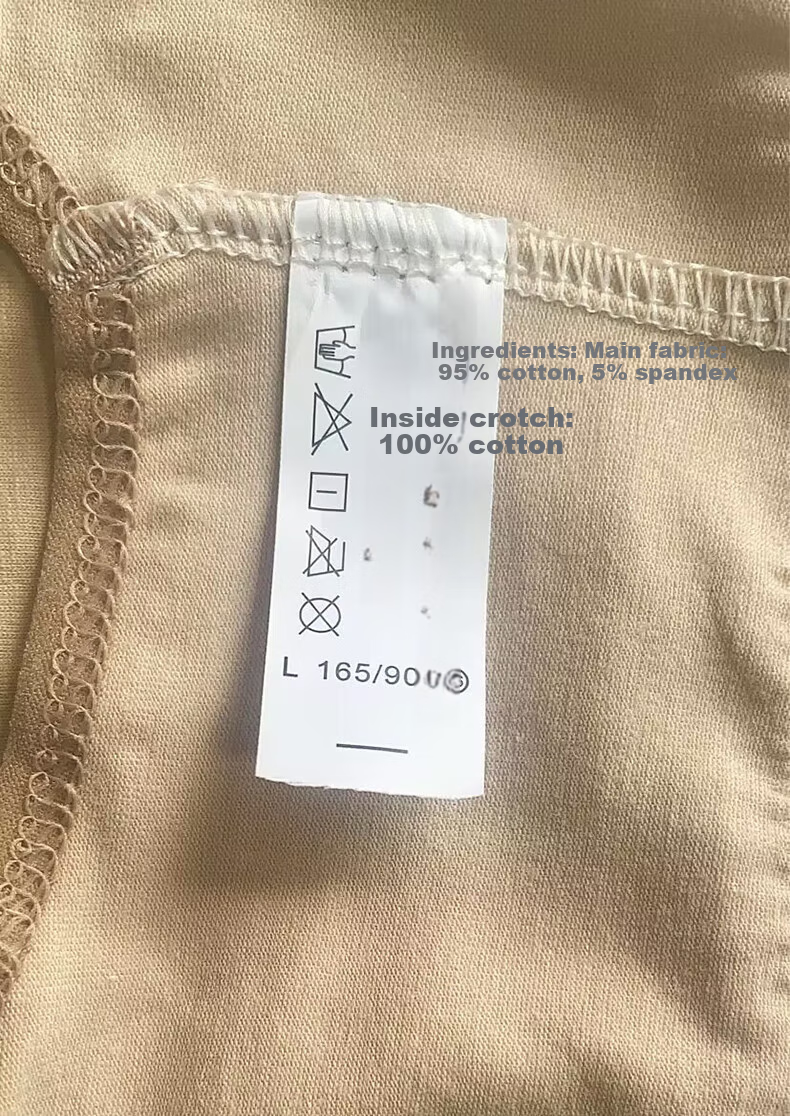 Ingredients: Main fabric:
95% cotton, 5% spandex
Inside crotch:
100% cotton
L 165/90